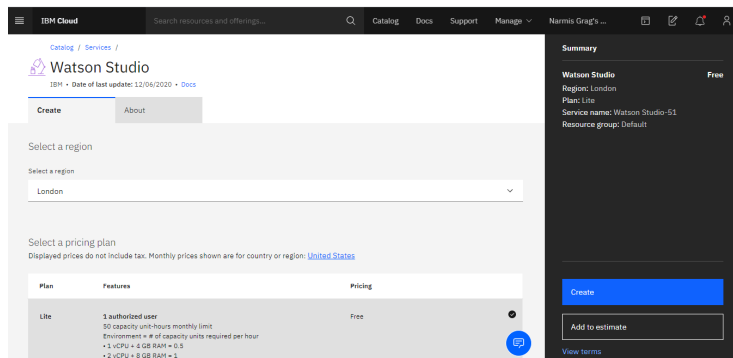 IBM Cloud
Search resources and offerings...
Catalog
Docs
Support
Manage
Narmis Grag's ...
Catalog / Services /
Watson Studio
IBM • Date of last update: 12/06/2020 • Docs
Create
About
Select a region
Select a region
London
Select a pricing plan
Displayed prices do not include tax. Monthly prices shown are for country or region: United States
Plan Features Pricing
Lite 1 authorized user Free
50 capacity unit-hours monthly limit
Environment = # of capacity units required per hour
• 1 vCPU + 4 GB RAM = 0.5
• 2 vCPU + 8 GB RAM = 1
Summary
Watson Studio Free
Region: London
Plan: Lite
Service name: Watson Studio-51
Resource group: Default
Create
Add to estimate
View terms